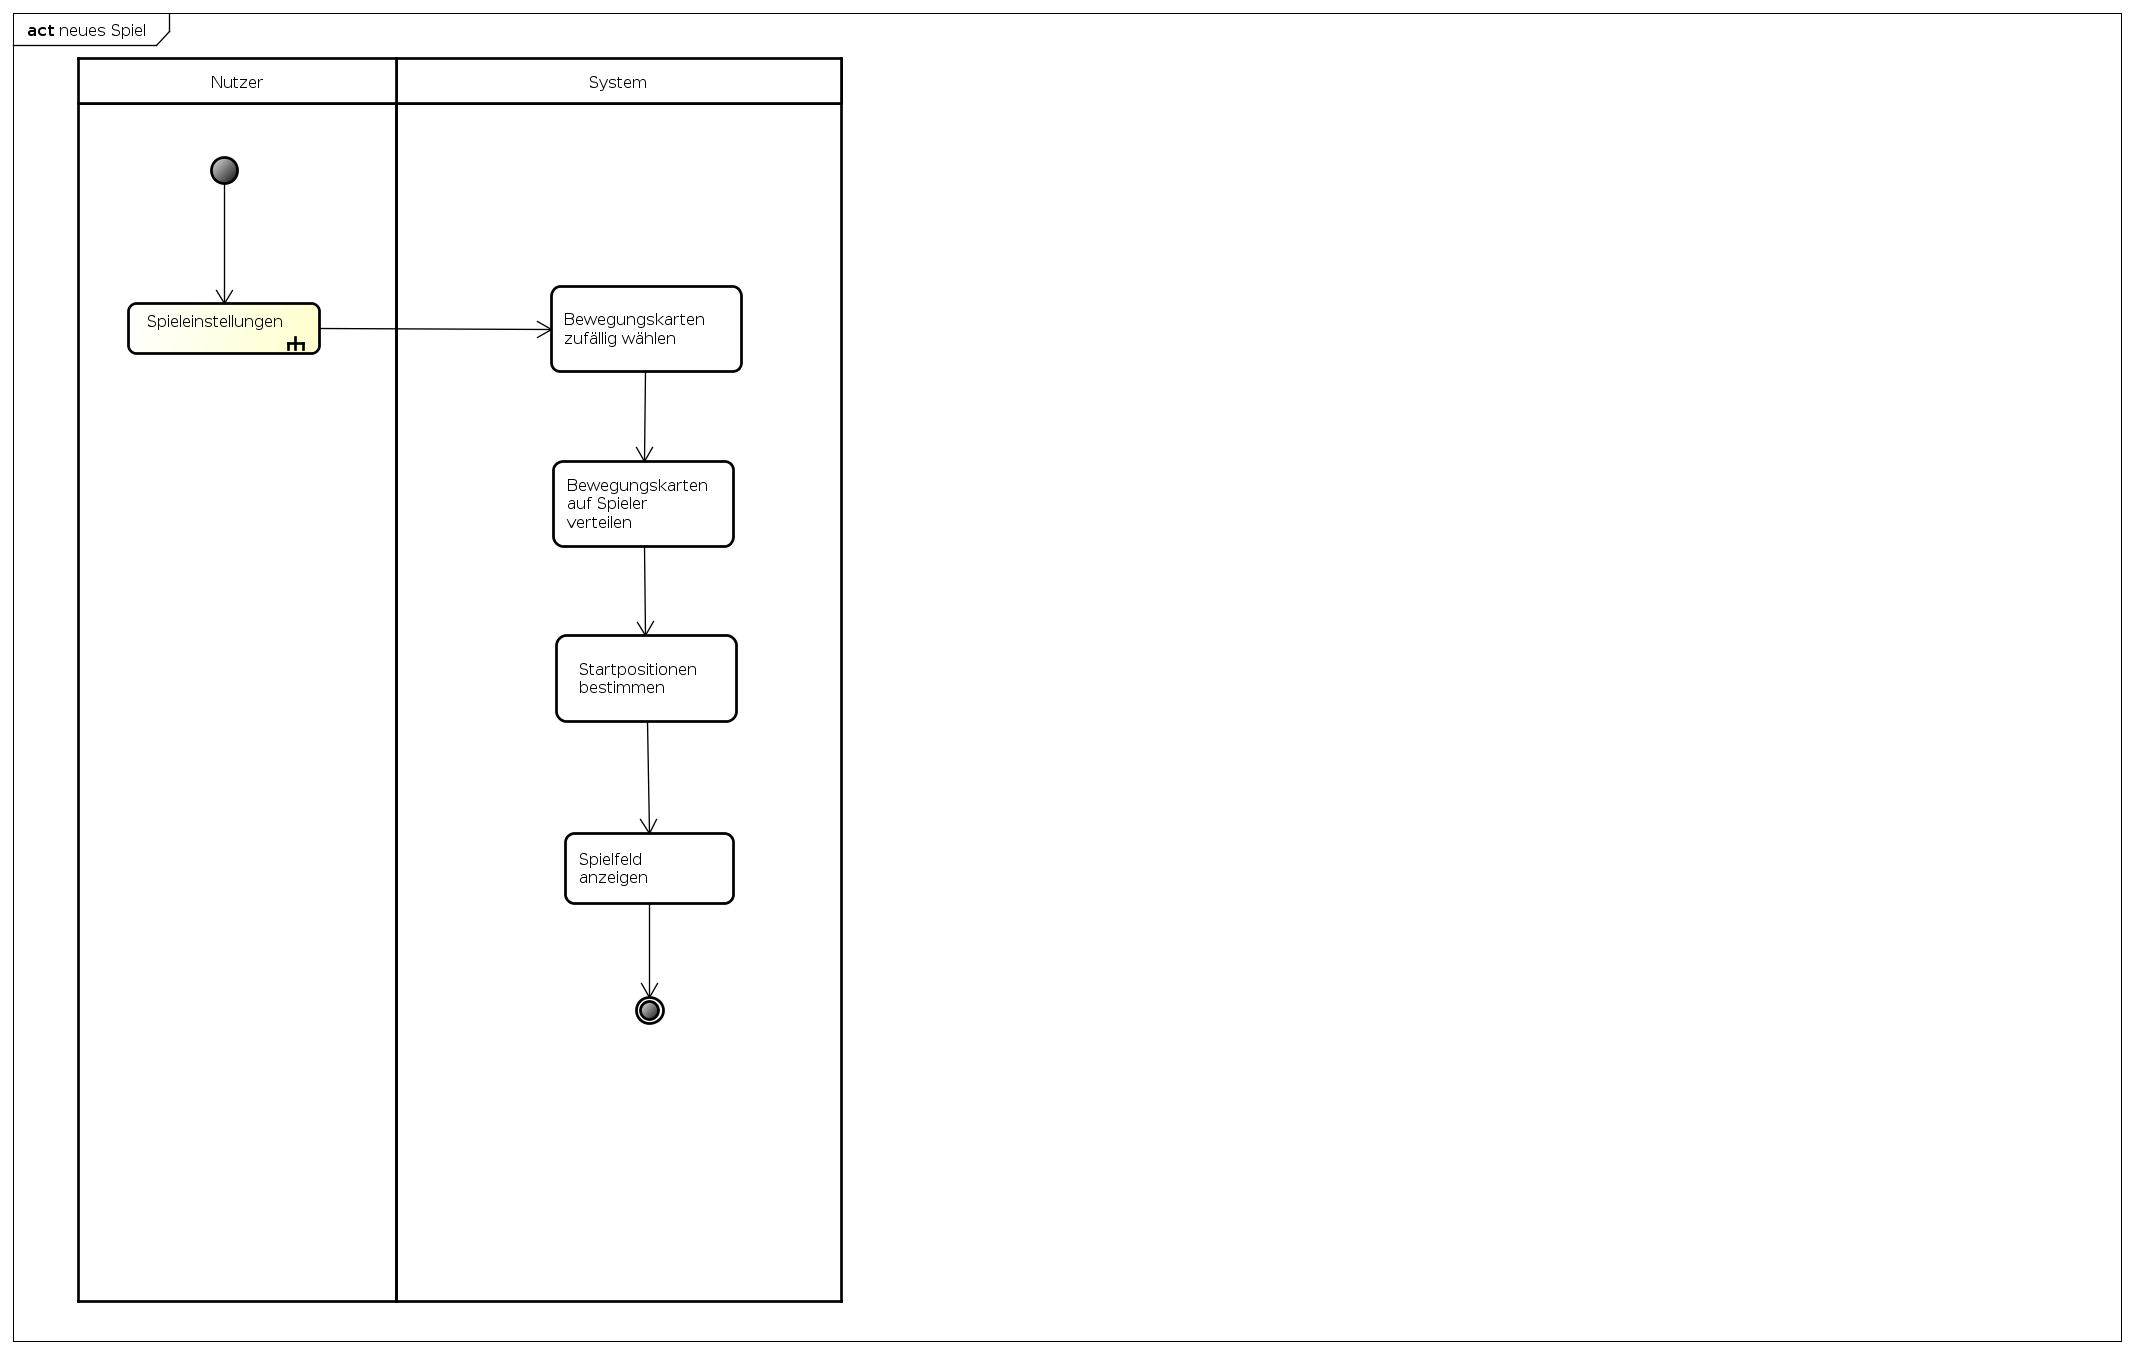 act neues Spiel
Nutzer
System
Spieleinstellungen
Bewegungskarten
zufällig wählen
Bewegungskarten
auf Spieler
verteilen
Startpositionen
bestimmen
Spielfeld
anzeigen